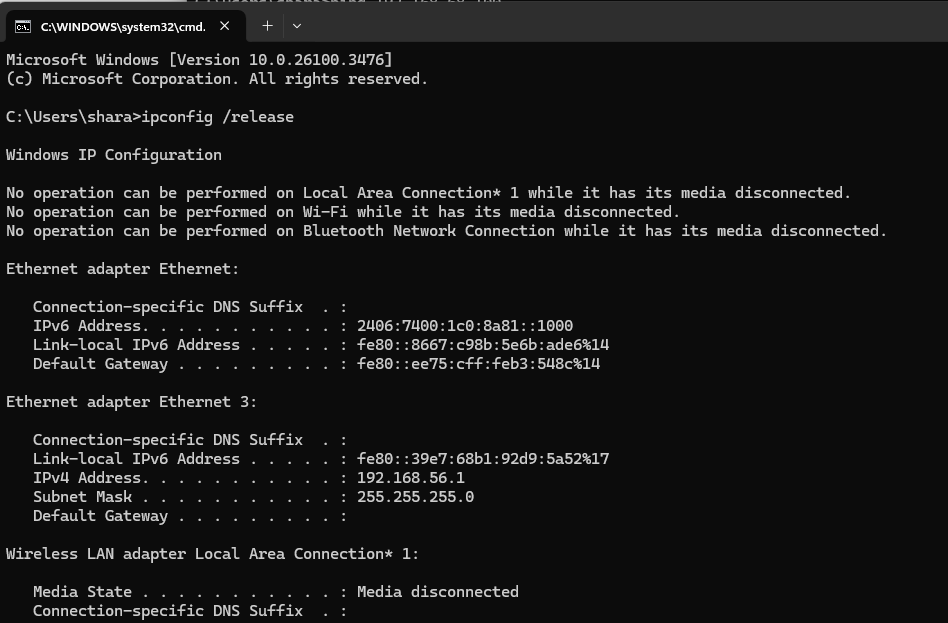 C:\WINDOWS\system32\cmd.
Microsoft Windows [Version 10.0.26100.3476]
(c) Microsoft Corporation. All rights reserved.
C:\Users\shara>ipconfig /release
Windows IP Configuration
No operation can be performed on Local Area Connection* 1 while it has its media disconnected.
No operation can be performed on Wi-Fi while it has its media disconnected.
No operation can be performed on Bluetooth Network Connection while it has its media disconnected.
Ethernet adapter Ethernet:
Connection-specific DNS Suffix  . :
IPv6 Address. . . . . . . . . . . : 2406:7400:1c0:8a81::1000
Link-local IPv6 Address . . . . . : fe80::8667:c98b:5e6b:ade6%14
Default Gateway . . . . . . . . . : fe80::ee75:cff:feb3:548c%14
Ethernet adapter Ethernet 3:
Connection-specific DNS Suffix  . :
Link-local IPv6 Address . . . . . : fe80::39e7:68b1:92d9:5a52%17
IPv4 Address. . . . . . . . . . . : 192.168.56.1
Subnet Mask . . . . . . . . . . . : 255.255.255.0
Default Gateway . . . . . . . . . :
Wireless LAN adapter Local Area Connection* 1:
Media State . . . . . . . . . . . : Media disconnected
Connection-specific DNS Suffix  . :